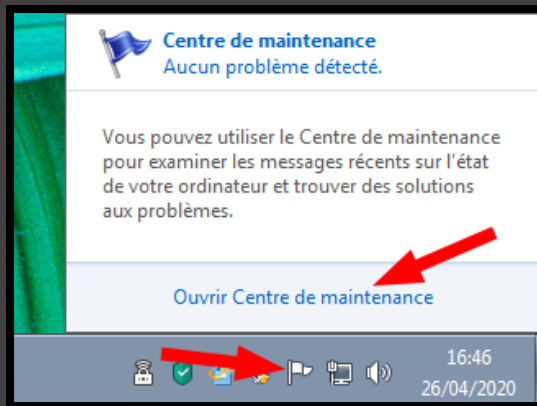 Centre de maintenance
Aucun problème détecté.
Vous pouvez utiliser le Centre de maintenance
pour examiner les messages récents sur l'état
de votre ordinateur et trouver des solutions
aux problèmes.
Ouvrir Centre de maintenance
16:46
26/04/2020